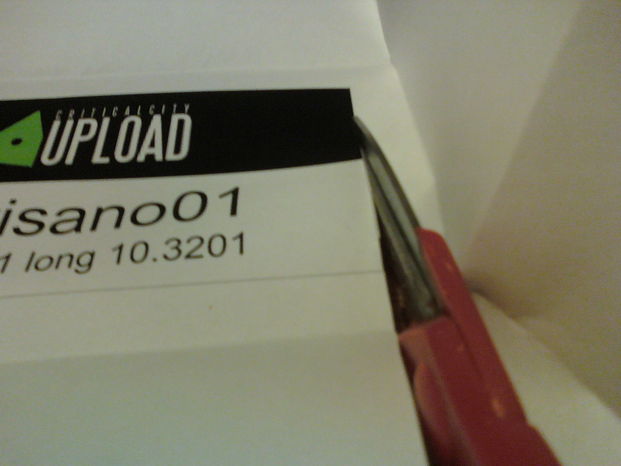 CRITICALCITY
UPLOAD
isano01
1 long 10.3201